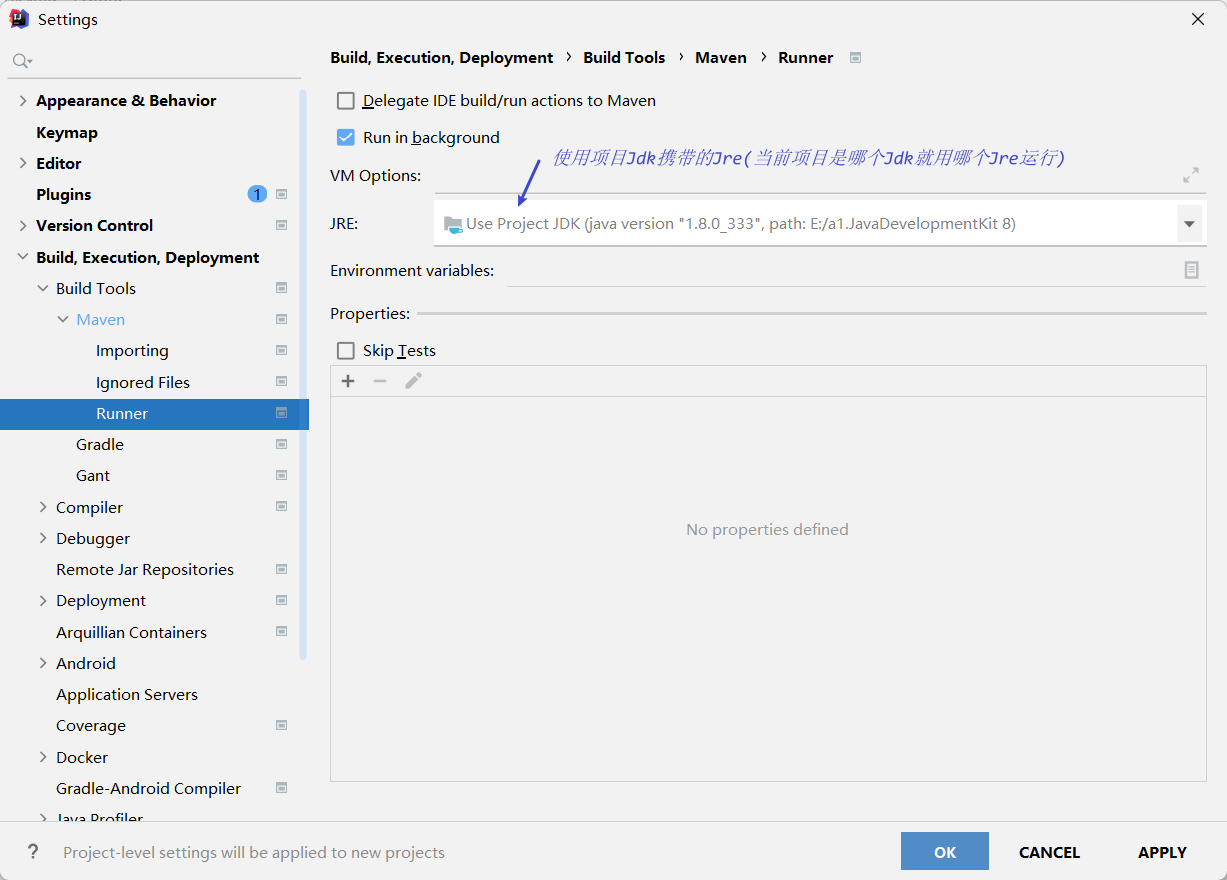 Settings
Build, Execution, Deployment › Build Tools › Maven › Runner
Appearance & Behavior
Keymap
Editor
Plugins 1
Version Control
Build, Execution, Deployment
Build Tools
Maven
Importing
Ignored Files
Runner
Gradle
Gant
Compiler
Debugger
Remote Jar Repositories
Deployment
Arquillian Containers
Android
Application Servers
Coverage
Docker
Gradle-Android Compiler
Java Profiler
Delegate IDE build/run actions to Maven
Run in background
使用项目Jdk携带的Jre(当前项目是哪个Jdk就用哪个Jre运行)
VM Options:
JRE: Use Project JDK (java version "1.8.0_333", path: E:/a1.JavaDevelopmentKit 8)
Environment variables:
Properties:
Skip Tests
No properties defined
? Project-level settings will be applied to new projects
OK CANCEL APPLY